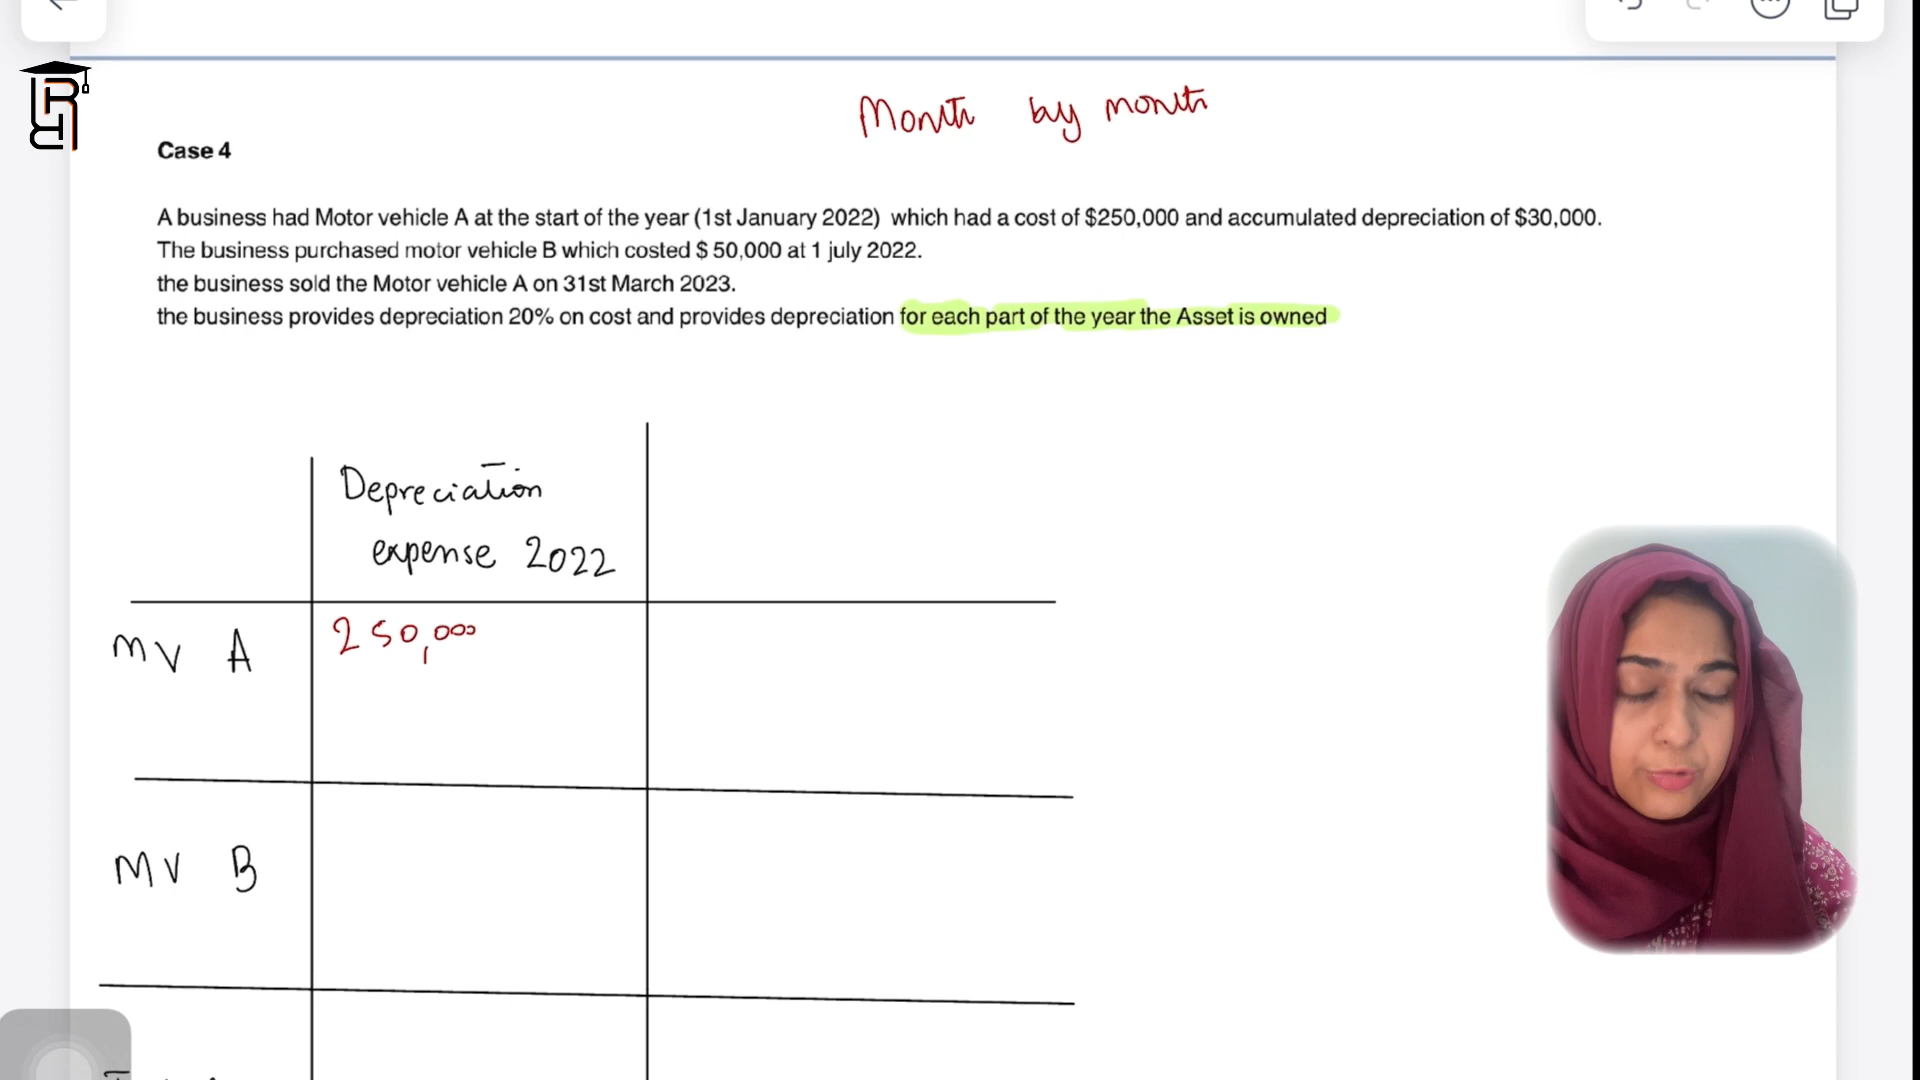 Month by month
Case 4
A business had Motor vehicle A at the start of the year (1st January 2022) which had a cost of $250,000 and accumulated depreciation of $30,000.
The business purchased motor vehicle B which costed $ 50,000 at 1 july 2022.
the business sold the Motor vehicle A on 31st March 2023.
the business provides depreciation 20% on cost and provides depreciation for each part of the year the Asset is owned
Depreciation
expense 2022
MV A 250,000
MV B